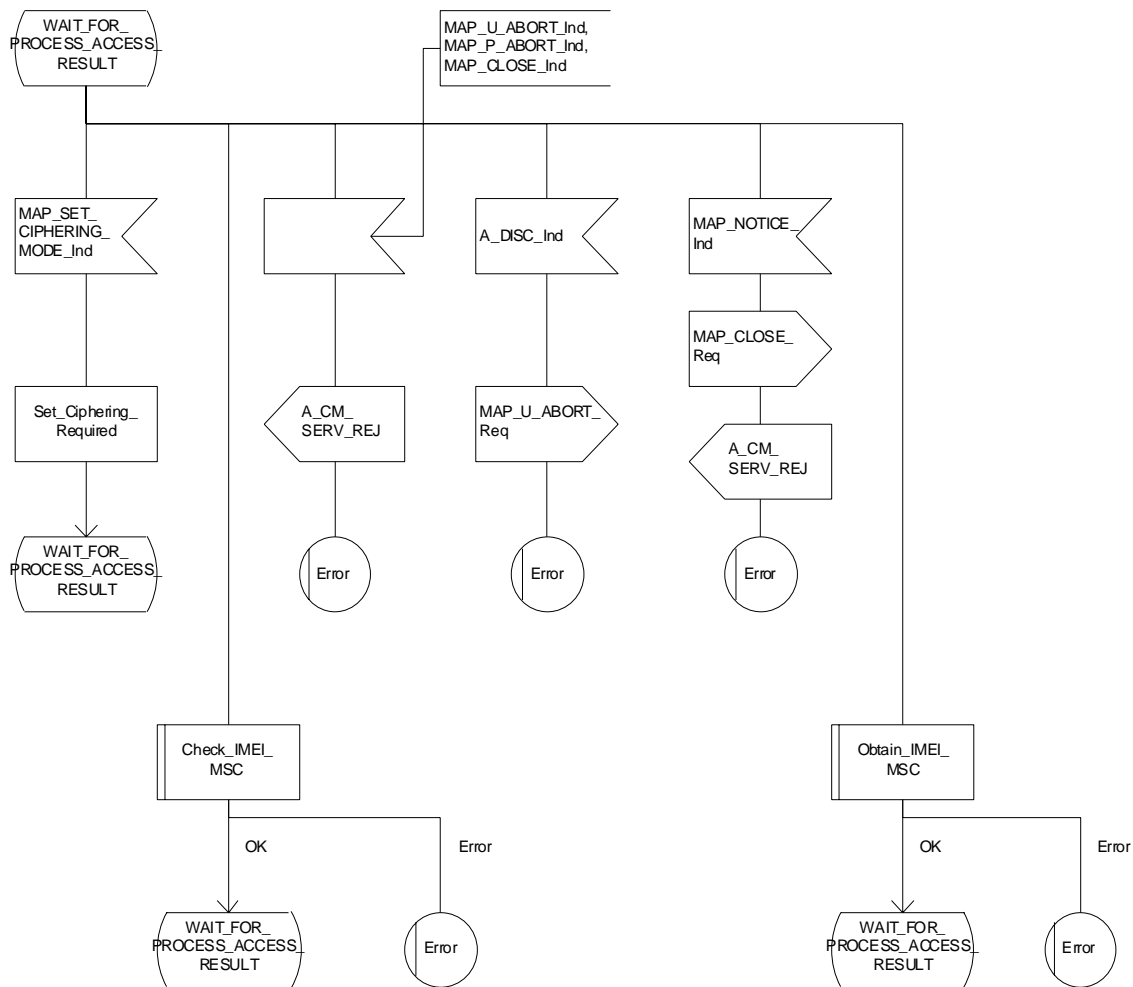 WAIT_FOR_
PROCESS_ACCESS_
RESULT
MAP_U_ABORT_Ind,
MAP_P_ABORT_Ind,
MAP_CLOSE_Ind
MAP_SET_
CIPHERING_
MODE_Ind
A_DISC_Ind
MAP_NOTICE_
Ind
MAP_CLOSE_
Req
Set_Ciphering_
Required
A_CM_
SERV_REJ
MAP_U_ABORT_
Req
A_CM_
SERV_REJ
WAIT_FOR_
PROCESS_ACCESS_
RESULT
Error
Error
Error
Check_IMEI_
MSC
Obtain_IMEI_
MSC
OK
Error
OK
Error
WAIT_FOR_
PROCESS_ACCESS_
RESULT
Error
WAIT_FOR_
PROCESS_ACCESS_
RESULT
Error